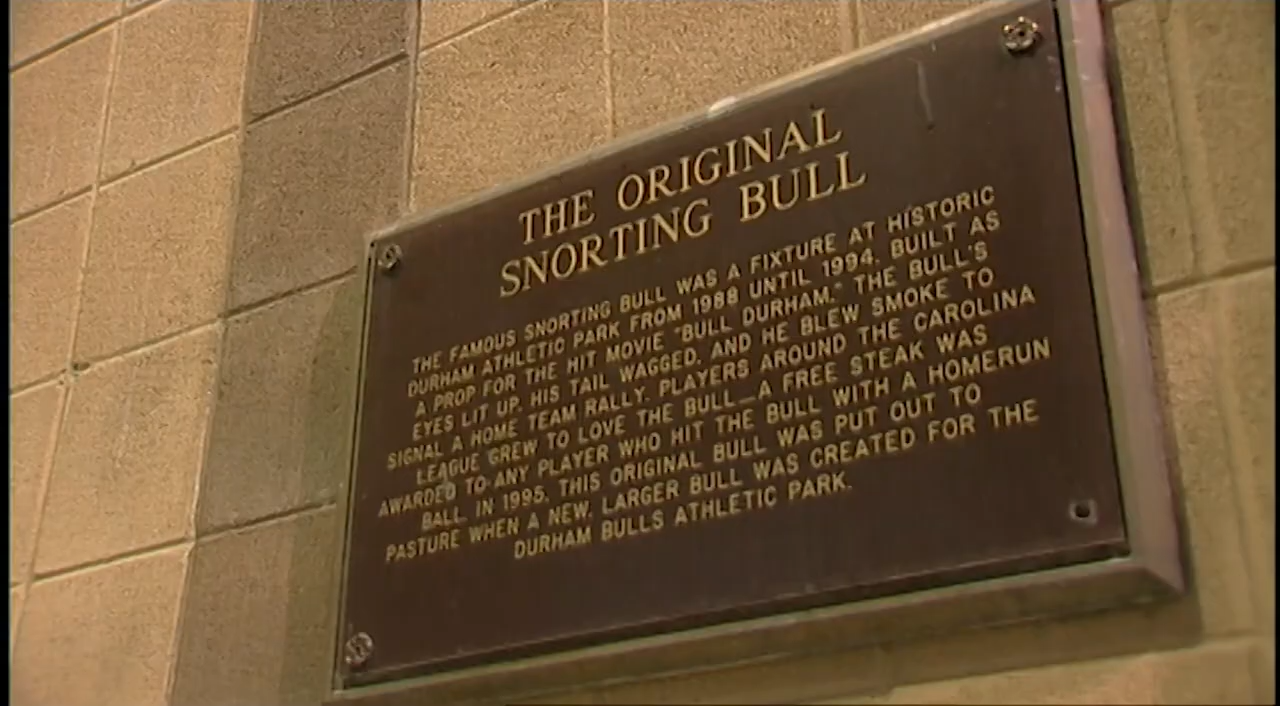 THE ORIGINAL
SNORTING BULL
THE FAMOUS SNORTING BULL WAS A FIXTURE AT HISTORIC
DURHAM ATHLETIC PARK FROM 1988 UNTIL 1994. BUILT AS
A PROP FOR THE HIT MOVIE "BULL DURHAM," THE BULL'S
EYES LIT UP, HIS TAIL WAGGED, AND HE BLEW SMOKE TO
SIGNAL A HOME TEAM RALLY. PLAYERS AROUND THE CAROLINA
LEAGUE GREW TO LOVE THE BULL—A FREE STEAK WAS
AWARDED TO ANY PLAYER WHO HIT THE BULL WITH A HOMERUN
BALL. IN 1995, THIS ORIGINAL BULL WAS PUT OUT TO
PASTURE WHEN A NEW, LARGER BULL WAS CREATED FOR THE
DURHAM BULLS ATHLETIC PARK.